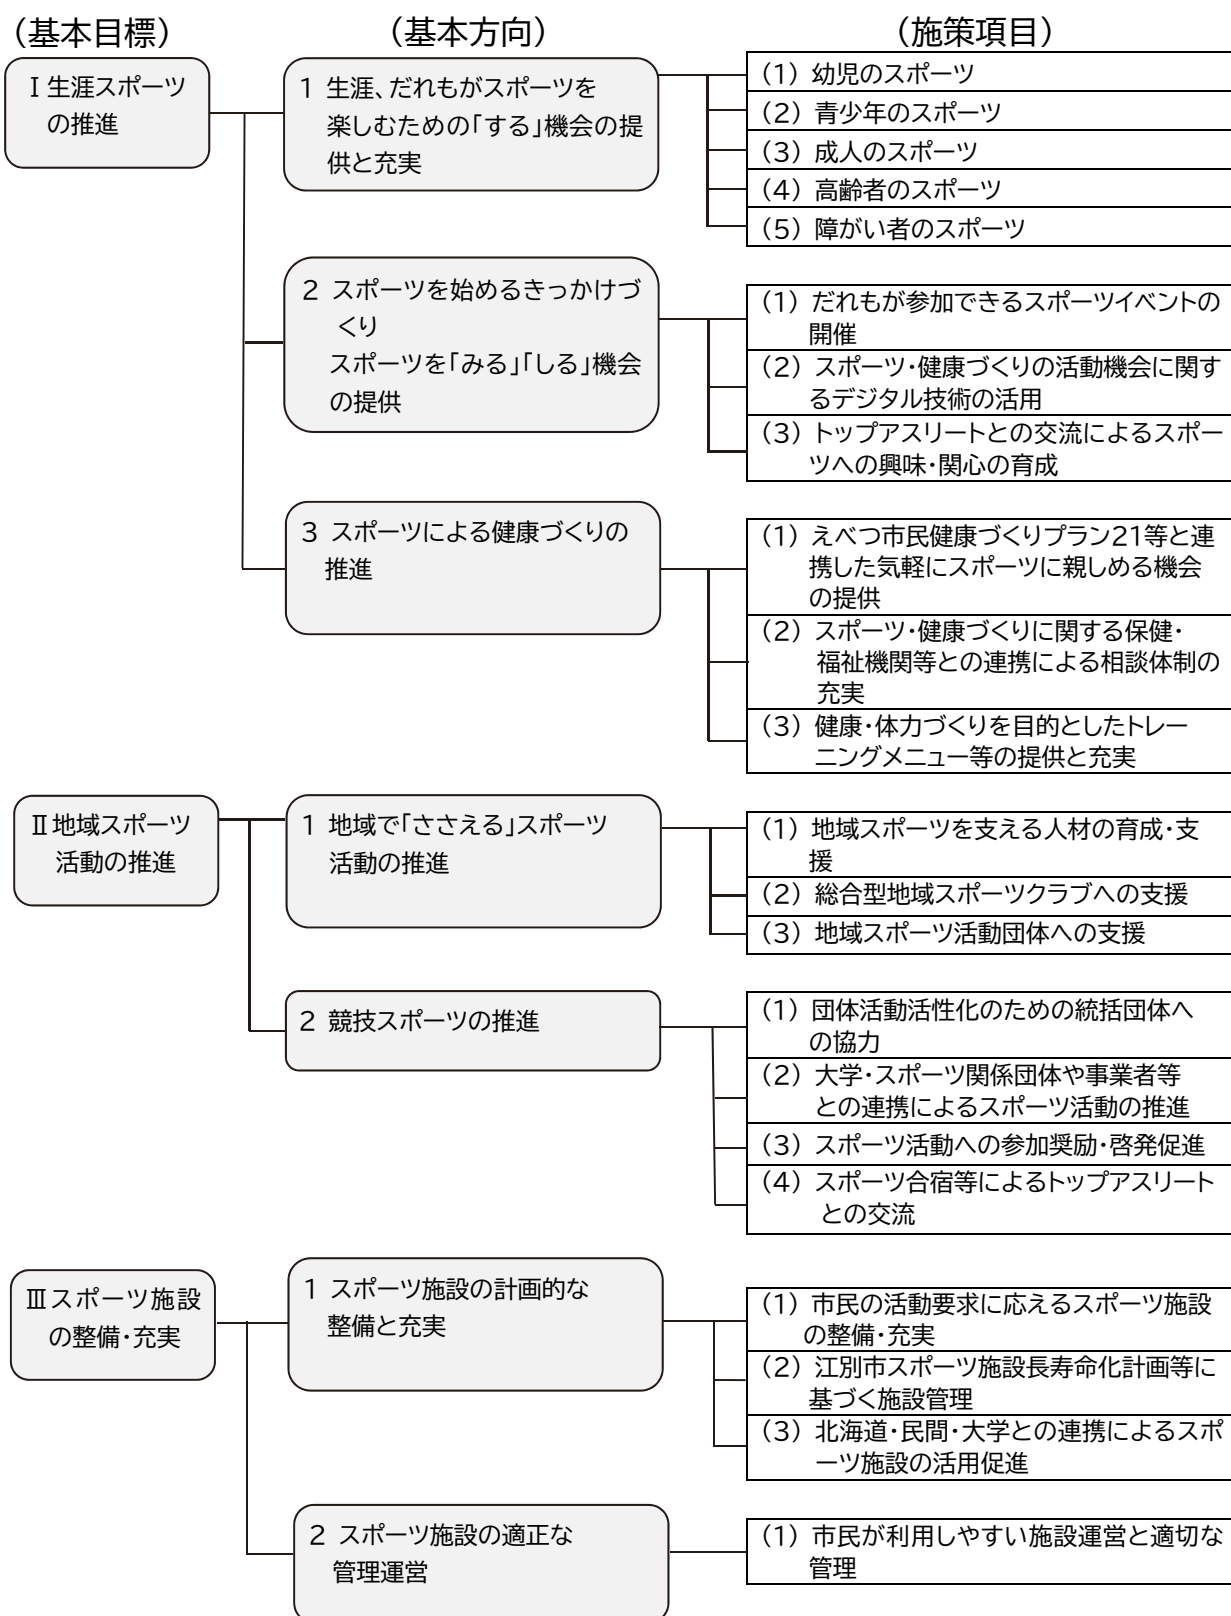 （基本目標）
（基本方向）
（施策項目）
Ⅰ 生涯スポーツ
の推進
1 生涯、だれもがスポーツを
楽しむための「する」機会の提
供と充実
（1） 幼児のスポーツ
（2） 青少年のスポーツ
（3） 成人のスポーツ
（4） 高齢者のスポーツ
（5） 障がい者のスポーツ
2 スポーツを始めるきっかけづ
くり
スポーツを「みる」「しる」機会
の提供
（1） だれもが参加できるスポーツイベントの
開催
（2） スポーツ・健康づくりの活動機会に関す
るデジタル技術の活用
（3） トップアスリートとの交流によるスポー
ツへの興味・関心の育成
3 スポーツによる健康づくりの
推進
（1） えべつ市民健康づくりプラン21等と連
携した気軽にスポーツに親しめる機会
の提供
（2） スポーツ・健康づくりに関する保健・
福祉機関等との連携による相談体制の
充実
（3） 健康・体力づくりを目的としたトレー
ニングメニュー等の提供と充実
Ⅱ 地域スポーツ
活動の推進
1 地域で「ささえる」スポーツ
活動の推進
（1） 地域スポーツを支える人材の育成・支
援
（2） 総合型地域スポーツクラブへの支援
（3） 地域スポーツ活動団体への支援
2 競技スポーツの推進
（1） 団体活動活性化のための統括団体へ
の協力
（2） 大学・スポーツ関係団体や事業者等
との連携によるスポーツ活動の推進
（3） スポーツ活動への参加奨励・啓発促進
（4） スポーツ合宿等によるトップアスリート
との交流
Ⅲ スポーツ施設
の整備・充実
1 スポーツ施設の計画的な
整備と充実
（1） 市民の活動要求に応えるスポーツ施設
の整備・充実
（2） 江別市スポーツ施設長寿命化計画等に
基づく施設管理
（3） 北海道・民間・大学との連携によるスポ
ーツ施設の活用促進
2 スポーツ施設の適正な
管理運営
（1） 市民が利用しやすい施設運営と適切な
管理